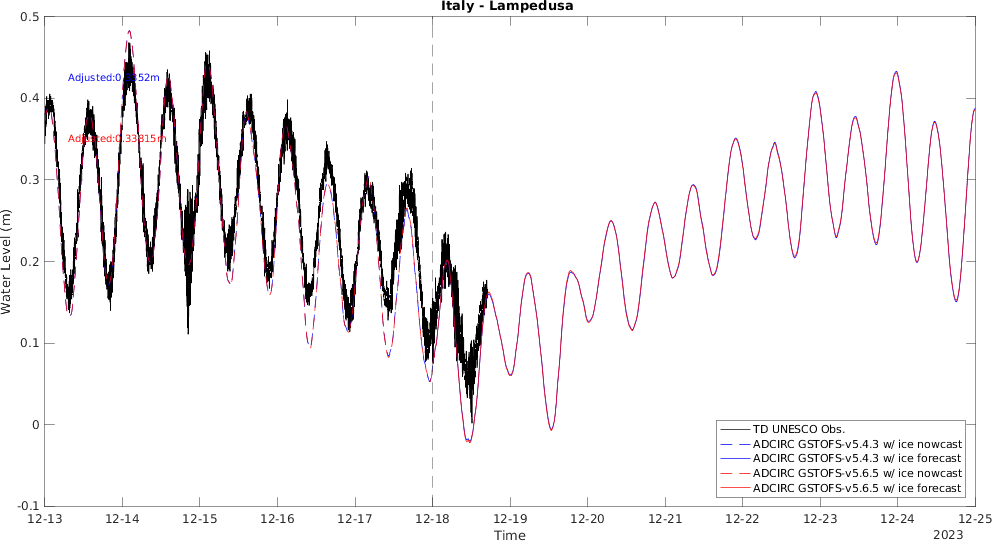 Italy - Lampedusa
0.5
0.4
0.3
0.2
0.1
0
-0.1
Water Level (m)
Adjusted:0.33815m
TD UNESCO Obs.
ADCIRC GSTOFS-v5.4.3 w/ ice nowcast
ADCIRC GSTOFS-v5.4.3 w/ ice forecast
ADCIRC GSTOFS-v5.6.5 w/ ice nowcast
ADCIRC GSTOFS-v5.6.5 w/ ice forecast
12-13 12-14 12-15 12-16 12-17 12-18 12-19 12-20 12-21 12-22 12-23 12-24 12-25
Time
2023